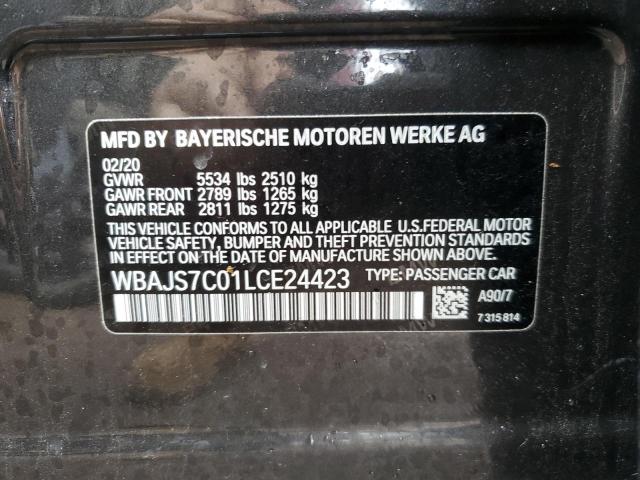 MFD BY BAYERISCHE MOTOREN WERKE AG
02/20
GVWR 5534 lbs 2510 kg
GAWR FRONT 2789 lbs 1265 kg
GAWR REAR 2811 lbs 1275 kg
THIS VEHICLE CONFORMS TO ALL APPLICABLE U.S.FEDERAL MOTOR
VEHICLE SAFETY, BUMPER AND THEFT PREVENTION STANDARDS
IN EFFECT ON THE DATE OF MANUFACTURE SHOWN ABOVE.
WBAJS7C01LCE24423 TYPE: PASSENGER CAR
A90/7
7 315 814